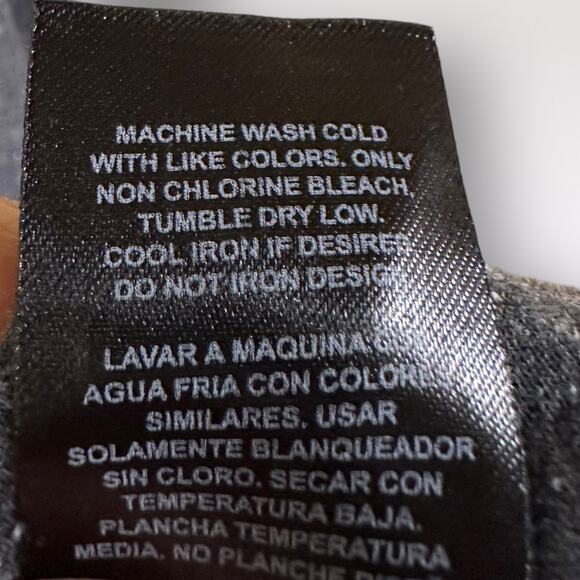 MACHINE WASH COLD
WITH LIKE COLORS. ONLY
NON CHLORINE BLEACH.
TUMBLE DRY LOW.
COOL IRON IF DESIRED
DO NOT IRON DESIGN
LAVAR A MAQUINA
AGUA FRIA CON COLORES
SIMILARES. USAR
SOLAMENTE BLANQUEADOR
SIN CLORO. SECAR CON
TEMPERATURA BAJA.
PLANCHA TEMPERATURA
MEDIA. NO PLANCHE